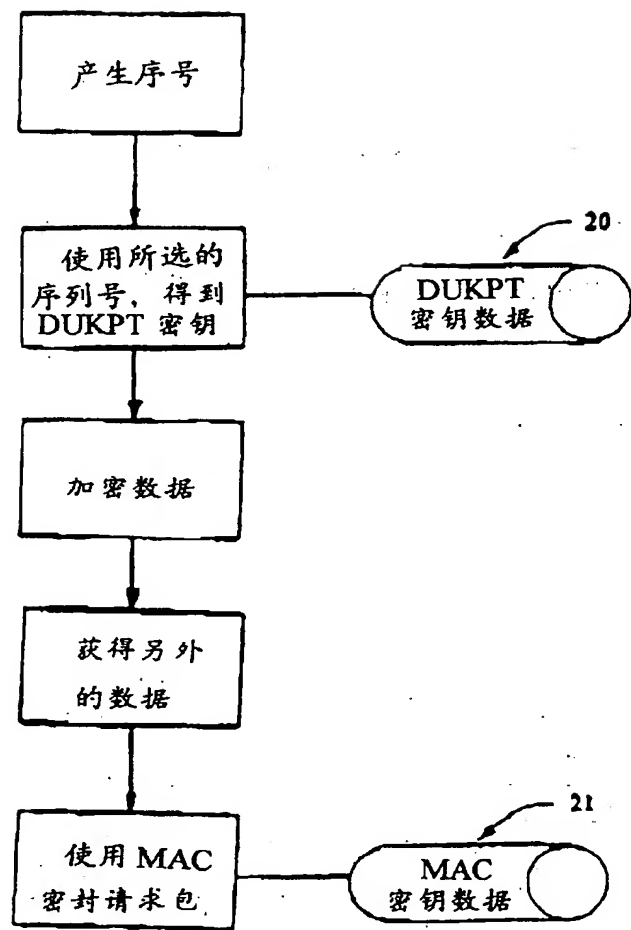 产生序号
使用所选的
序列号，得到
DUKPT 密钥
20
DUKPT
密钥数据
加密数据
获得另外
的数据
使用 MAC
密封请求包
21
MAC
密钥数据